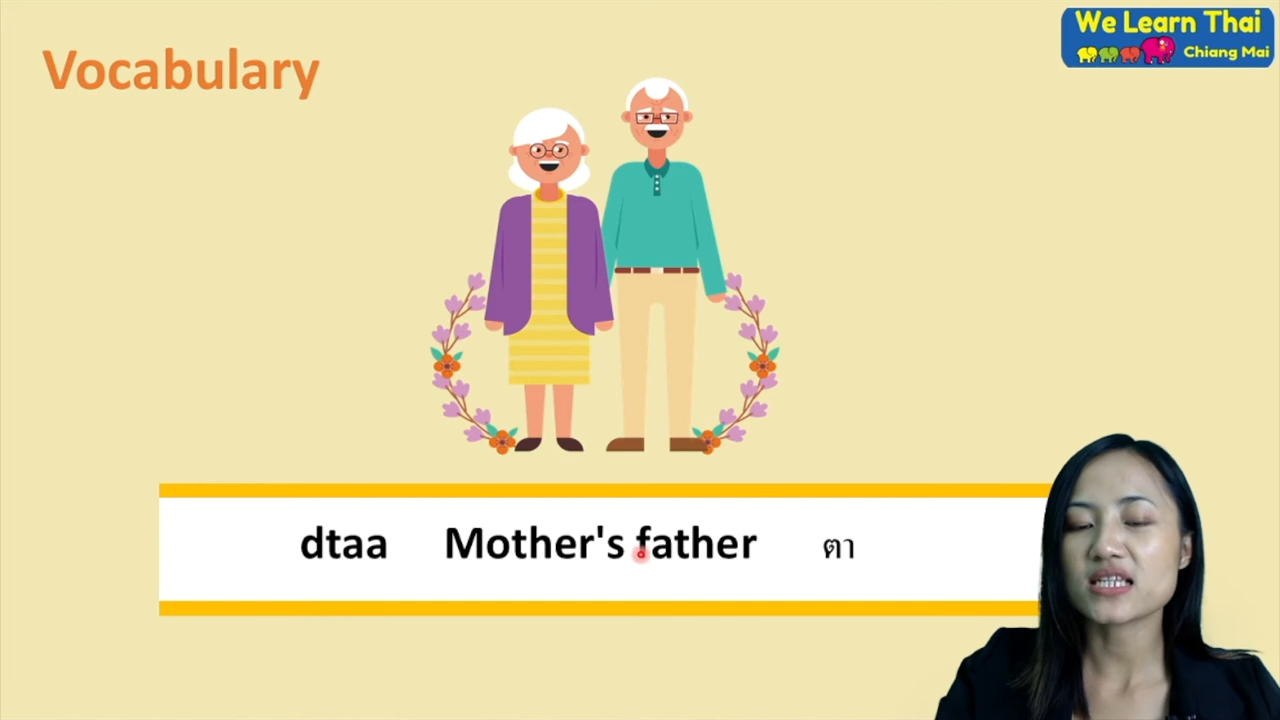 Vocabulary
We Learn Thai
Chiang Mai
dtaa Mother's father ตา